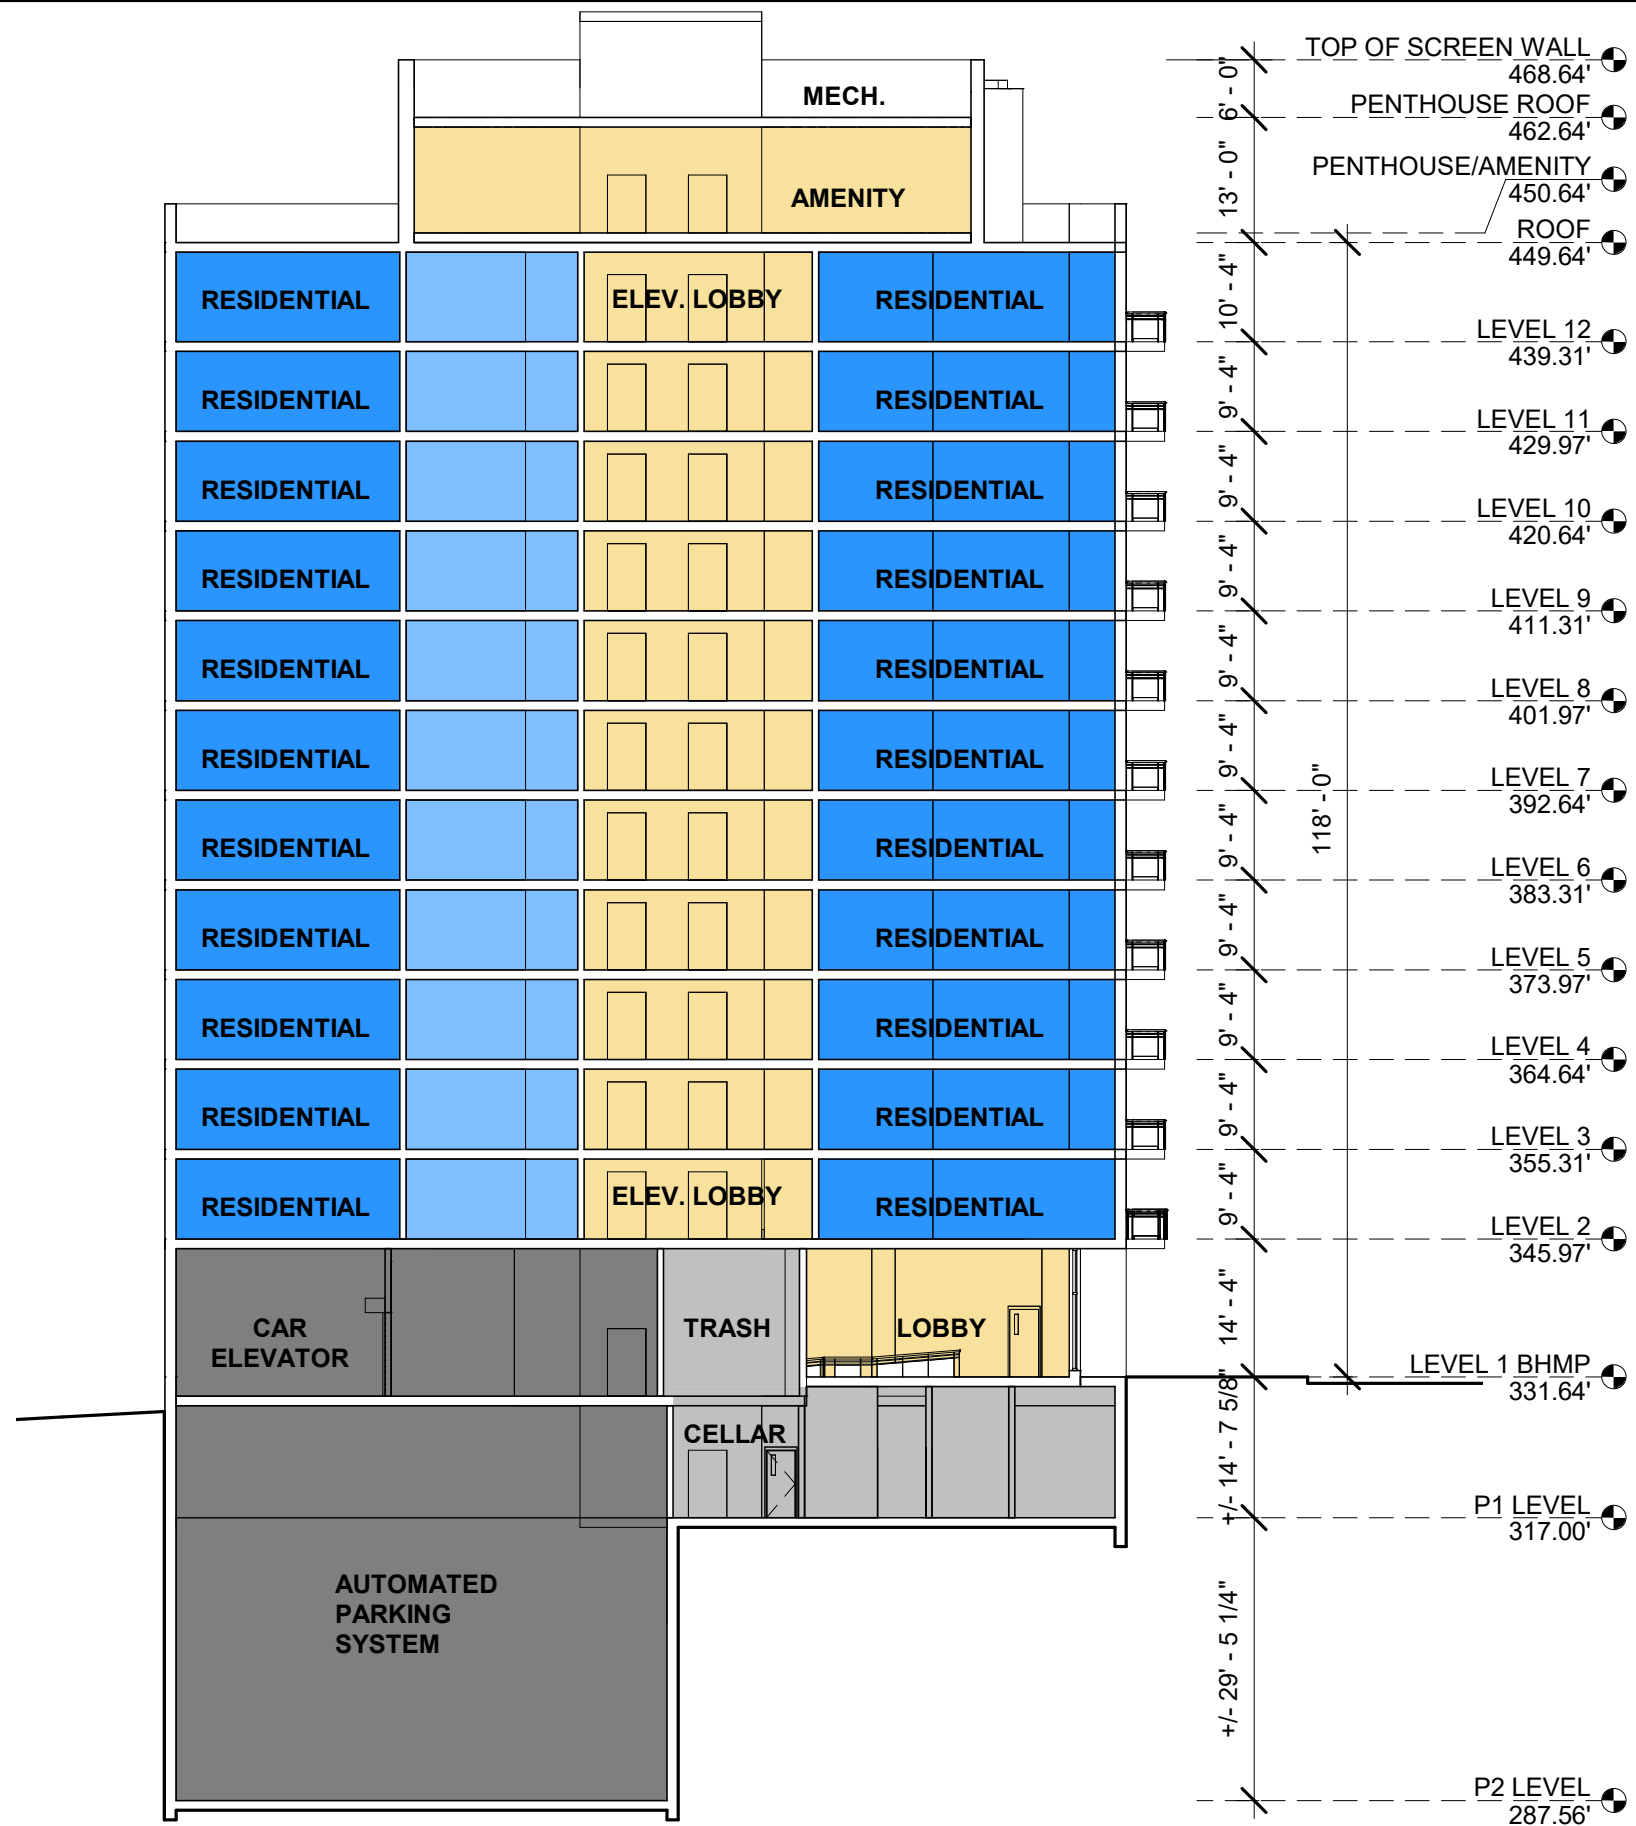 TOP OF SCREEN WALL
468.64'
6' - 0"
MECH.
PENTHOUSE ROOF
462.64'
13' - 0"
PENTHOUSE/AMENITY
450.64'
AMENITY
ROOF
449.64'
RESIDENTIAL
ELEV. LOBBY
RESIDENTIAL
10' - 4"
LEVEL 12
439.31'
RESIDENTIAL
RESIDENTIAL
9' - 4"
LEVEL 11
429.97'
RESIDENTIAL
RESIDENTIAL
9' - 4"
LEVEL 10
420.64'
RESIDENTIAL
RESIDENTIAL
9' - 4"
LEVEL 9
411.31'
RESIDENTIAL
RESIDENTIAL
9' - 4"
LEVEL 8
401.97'
RESIDENTIAL
RESIDENTIAL
9' - 4"
LEVEL 7
392.64'
118' - 0"
RESIDENTIAL
RESIDENTIAL
9' - 4"
LEVEL 6
383.31'
RESIDENTIAL
RESIDENTIAL
9' - 4"
LEVEL 5
373.97'
RESIDENTIAL
RESIDENTIAL
9' - 4"
LEVEL 4
364.64'
RESIDENTIAL
RESIDENTIAL
9' - 4"
LEVEL 3
355.31'
RESIDENTIAL
ELEV. LOBBY
RESIDENTIAL
9' - 4"
LEVEL 2
345.97'
CAR
ELEVATOR
TRASH
LOBBY
14' - 4"
LEVEL 1 BHMP
331.64'
CELLAR
+/- 14' - 7 5/8"
P1 LEVEL
317.00'
AUTOMATED
PARKING
SYSTEM
+/- 29' - 5 1/4"
P2 LEVEL
287.56'